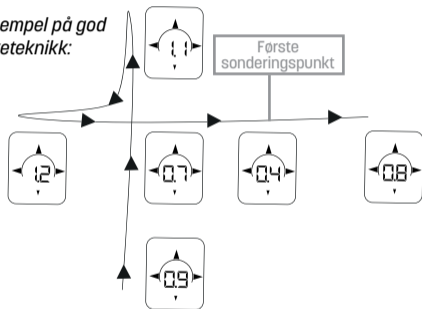 empel på god
eteknikk:
1.1
Første
sonderingspunkt
1.2
0.7
0.4
0.8
0.9